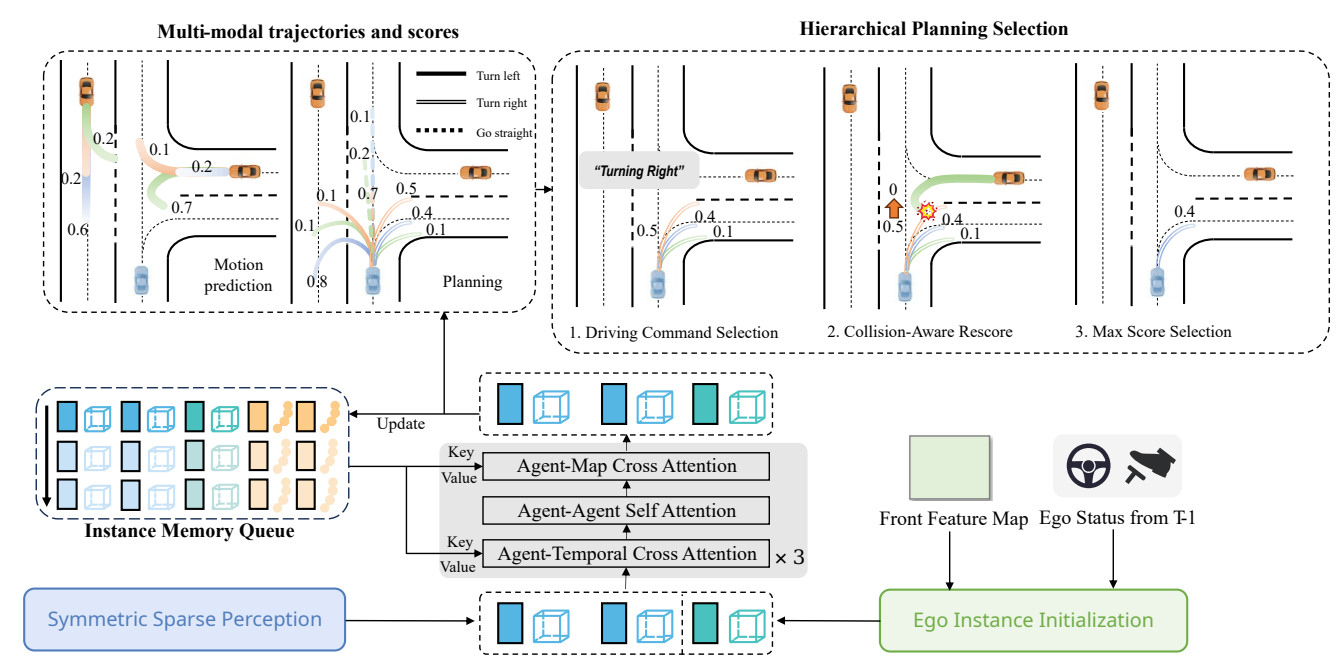 Multi-modal trajectories and scores
Hierarchical Planning Selection
Turn left
Turn right
Go straight
0.2
0.2
0.6
0.1
0.2
0.7
Motion
prediction
0.1
0.2
0.7
0.5
0.1
0.4
0.1
0.1
0.8
Planning
“Turning Right”
0.5
0.4
0.1
1. Driving Command Selection
0
0.5
0.4
0.1
2. Collision-Aware Rescore
0.4
3. Max Score Selection
Update
Instance Memory Queue
Key
Value
Agent-Map Cross Attention
Agent-Agent Self Attention
Key
Value
Agent-Temporal Cross Attention
× 3
Front Feature Map
Ego Status from T-1
Symmetric Sparse Perception
Ego Instance Initialization